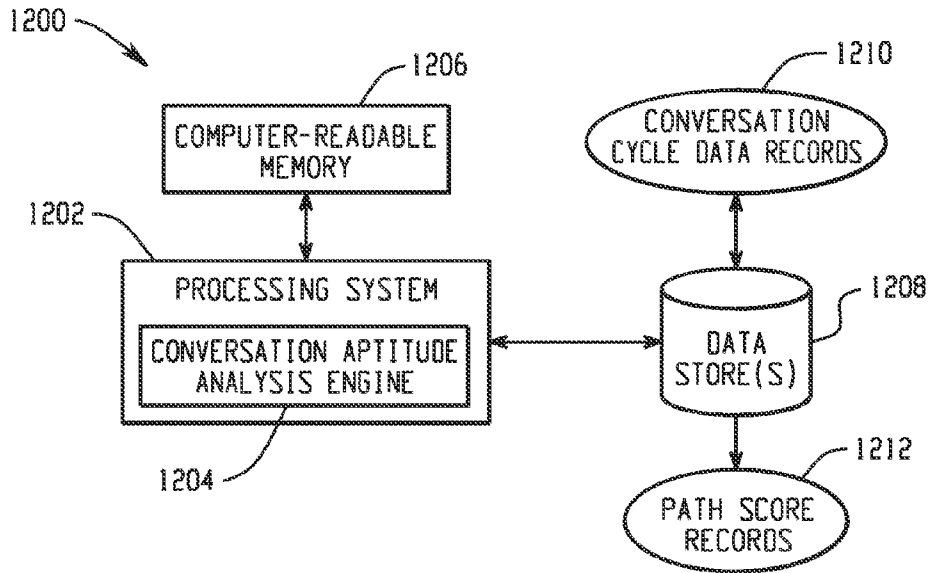 1200
1206
COMPUTER-READABLE
MEMORY
1210
CONVERSATION
CYCLE DATA RECORDS
1202
PROCESSING SYSTEM
CONVERSATION APTITUDE
ANALYSIS ENGINE
1204
1208
DATA
STORE(S)
1212
PATH SCORE
RECORDS